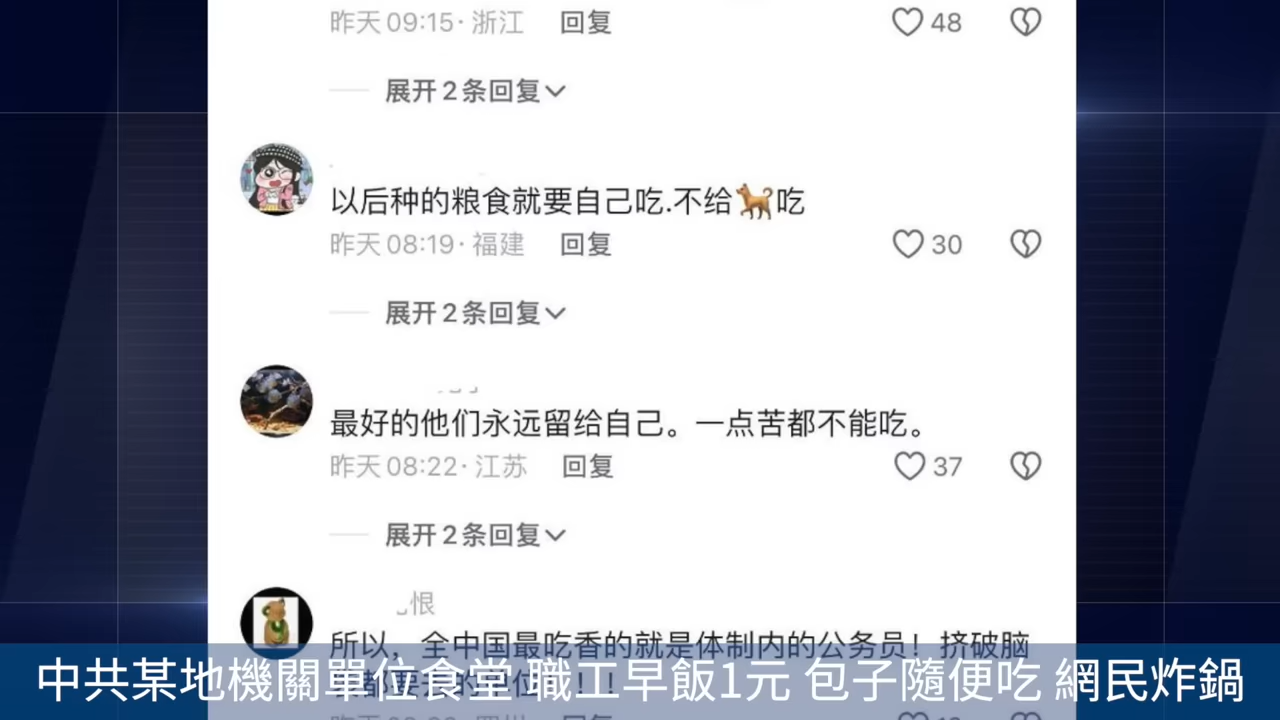 昨天09:15·浙江 回复 48
展开2条回复
以后种的粮食就要自己吃.不给🐕吃
昨天08:19·福建 回复 30
展开2条回复
最好的他们永远留给自己。一点苦都不能吃。
昨天08:22·江苏 回复 37
展开2条回复
恨
所以，全中国最吃香的就是体制内的公务员！挤破脑
中共某地機關單位食堂 職工早飯1元 包子隨便吃 網民炸鍋